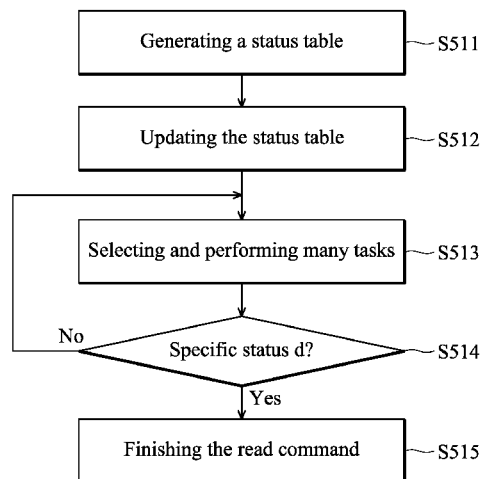 Generating a status table
S511
Updating the status table
S512
Selecting and performing many tasks
S513
No
Specific status d?
S514
Yes
Finishing the read command
S515